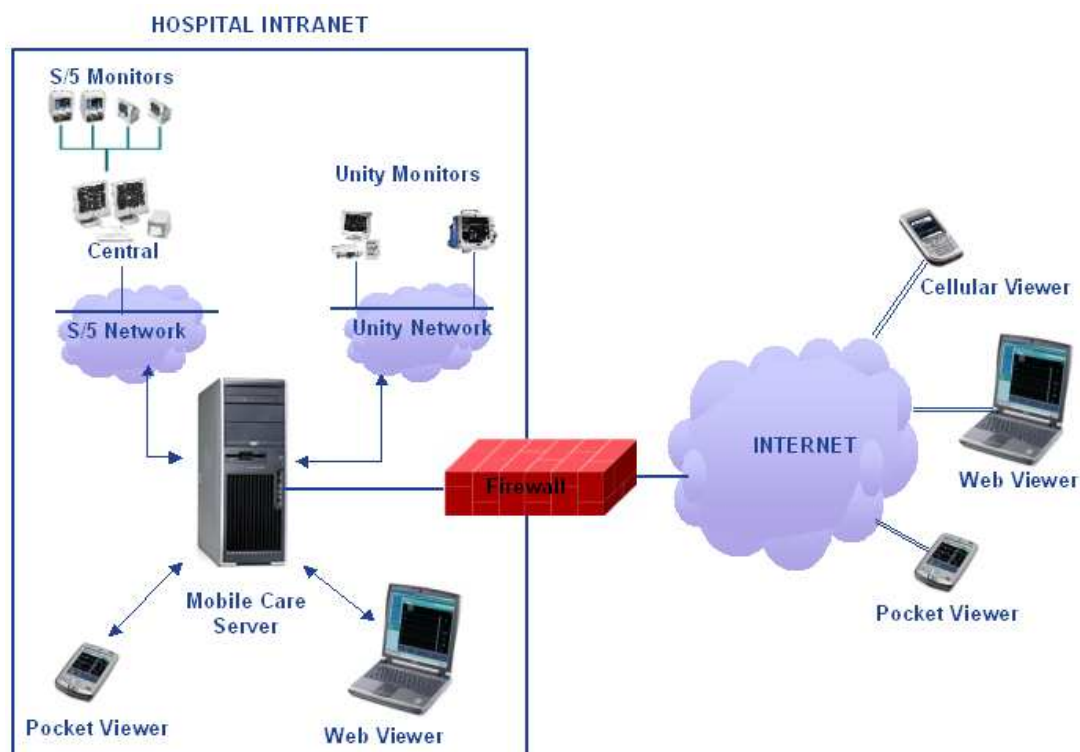 HOSPITAL INTRANET
S/5 Monitors
Unity Monitors
Central
Cellular Viewer
S/5 Network
Unity Network
INTERNET
Web Viewer
Firewall
Mobile Care
Server
Pocket Viewer
Pocket Viewer
Web Viewer